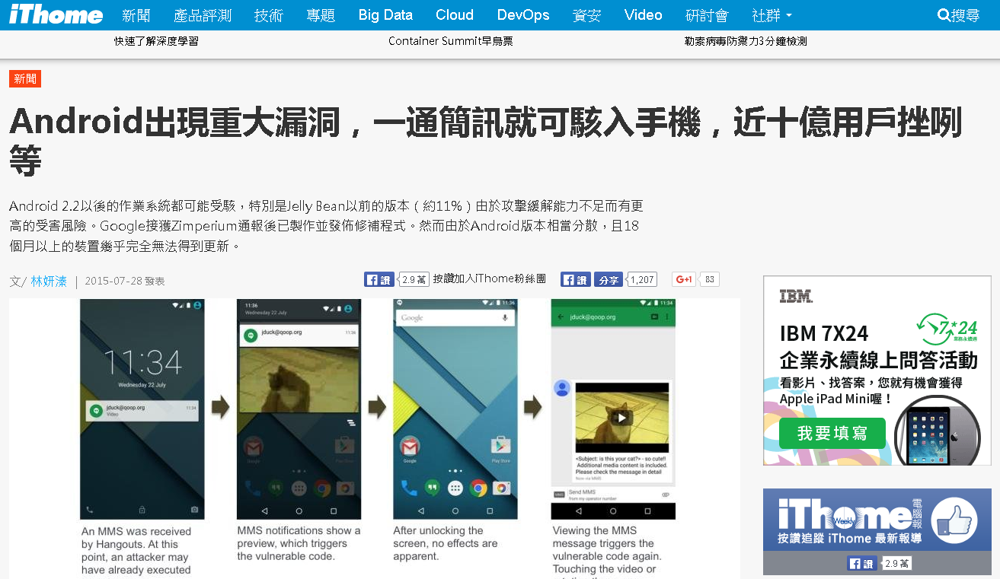 iThome 新聞 產品評測 技術 專題 Big Data Cloud DevOps 資安 Video 研討會 社群 搜尋
快速了解深度學習 Container Summit早鳥票 勒索病毒防禦力3分鐘檢測
新聞
Android出現重大漏洞，一通簡訊就可駭入手機，近十億用戶挫咧
等
Android 2.2以後的作業系統都可能受駭，特別是Jelly Bean以前的版本（約11%）由於攻擊緩解能力不足而有更
高的受害風險。Google接獲Zimperium通報後已製作並發佈修補程式。然而由於Android版本相當分散，且18
個月以上的裝置幾乎完全無法得到更新。
文/ 林妍溱 | 2015-07-28 發表
讚 2.9 萬 按讚加入iThome粉絲團 讚 分享 1,207 G+1 83
11:34
Wednesday 22 July
jduck@qoop.org 11:34
Video
11:36
Wednesday 22 July
jduck@qoop.org 11:34
Google
11:36
Google
Google Play Store
11:34
jduck@qoop.org
<Subject: is this your cat?> - so cute!!
Additional media content is included.
Please check the message in detail
Now via MMS
Send MMS
from my operator number
An MMS was received
by Hangouts. At this
point, an attacker may
have already executed
MMS notifications show a
preview, which triggers
the vulnerable code.
After unlocking the
screen, no effects are
apparent.
Viewing the MMS
message triggers the
vulnerable code again.
Touching the video or
IBM
7*24
IBM 7X24
企業永續線上問答活動
看影片、找答案，您就有機會獲得
Apple iPad Mini喔！
我要填寫
iThome Weekly 電腦報
按讚追蹤 iThome 最新報導
讚 2.9 萬